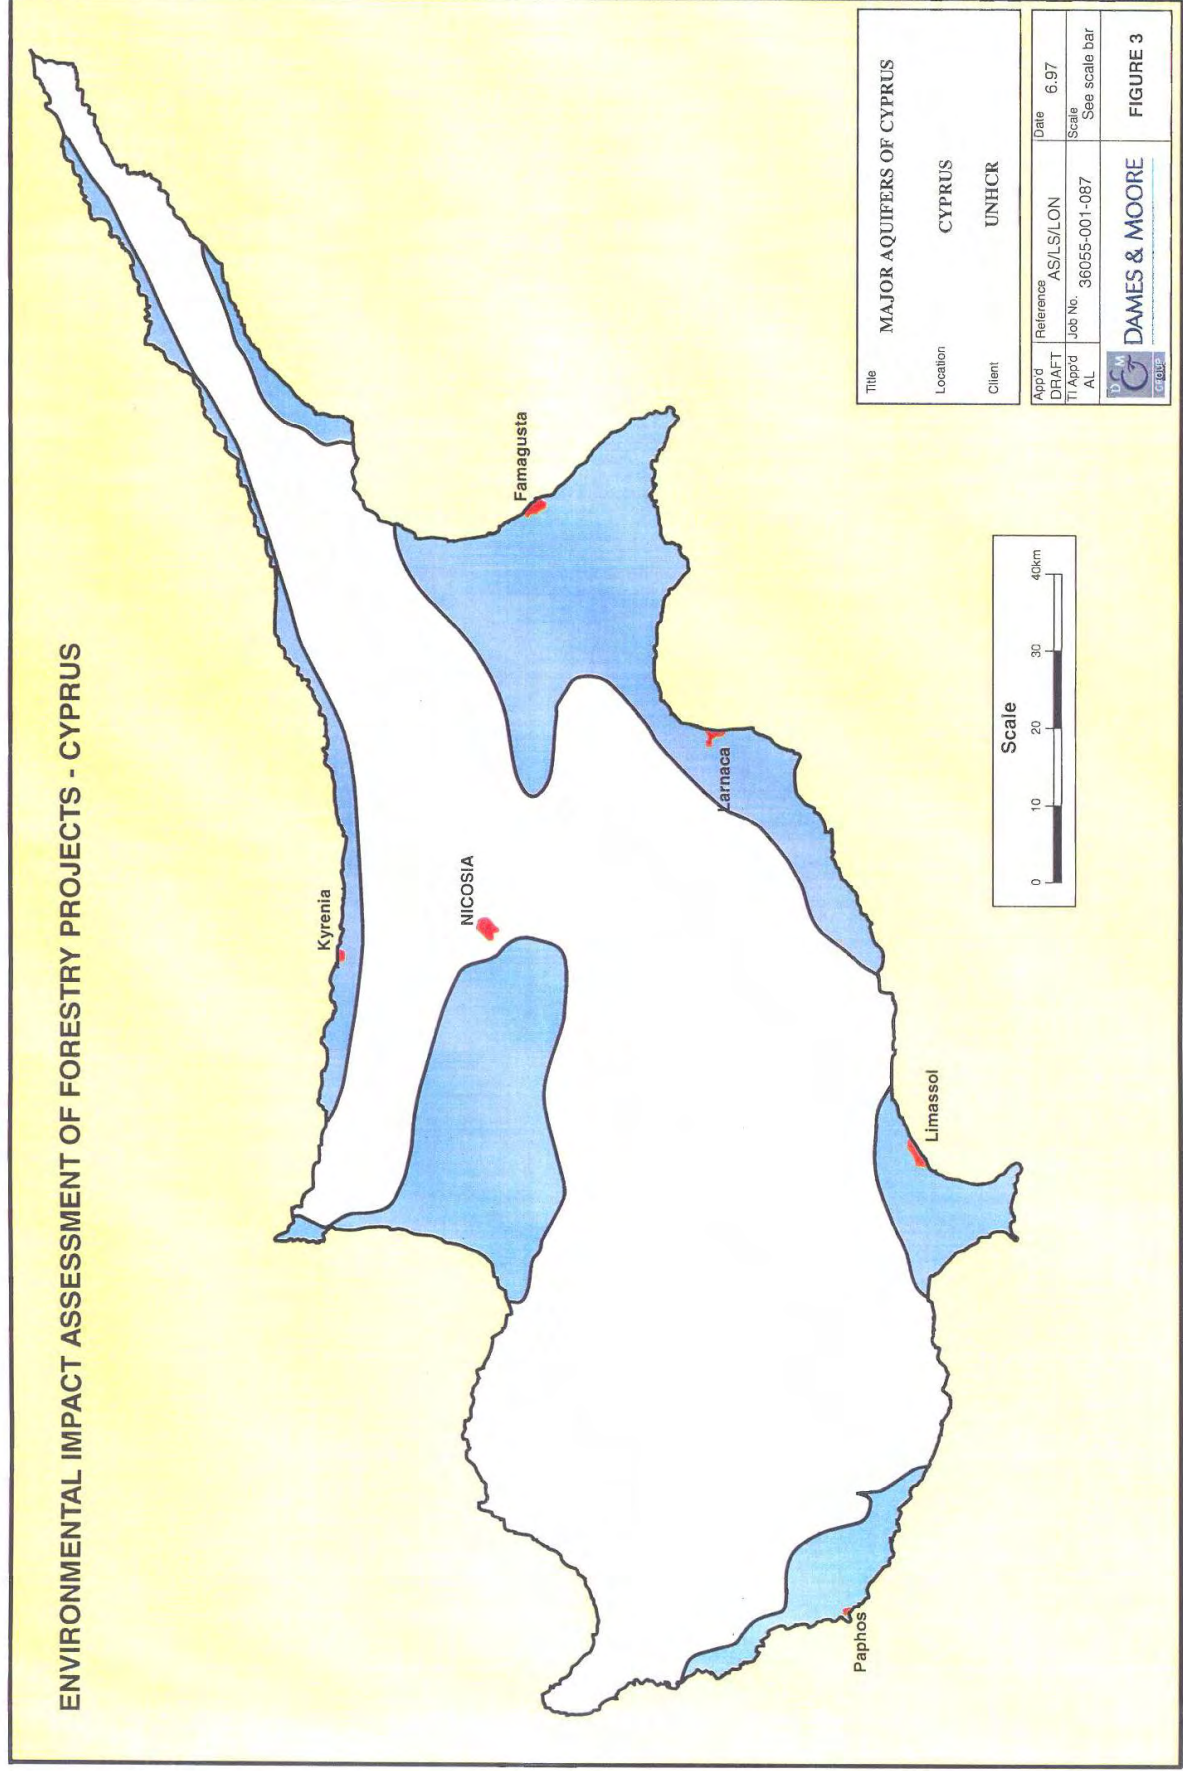 ENVIRONMENTAL IMPACT ASSESSMENT OF FORESTRY PROJECTS - CYPRUS
Kyrenia
NICOSIA
Famagusta
Larnaca
Limassol
Paphos
Scale
0 10 20 30 40km
Title
MAJOR AQUIFERS OF CYPRUS
Location
CYPRUS
Client
UNHCR
App'd
DRAFT
Reference
AS/LS/LON
Date
6.97
TI App'd
AL
Job No.
36055-001-087
Scale
See scale bar
D & M
GROUP
DAMES & MOORE
FIGURE 3